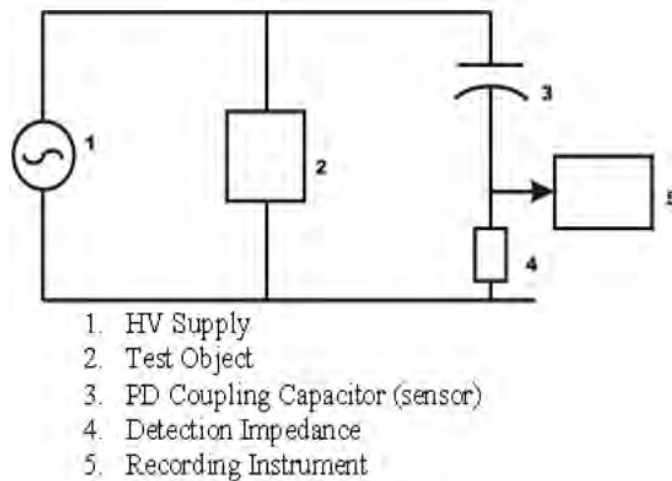 1
2
3
4
5
1. HV Supply
2. Test Object
3. PD Coupling Capacitor (sensor)
4. Detection Impedance
5. Recording Instrument